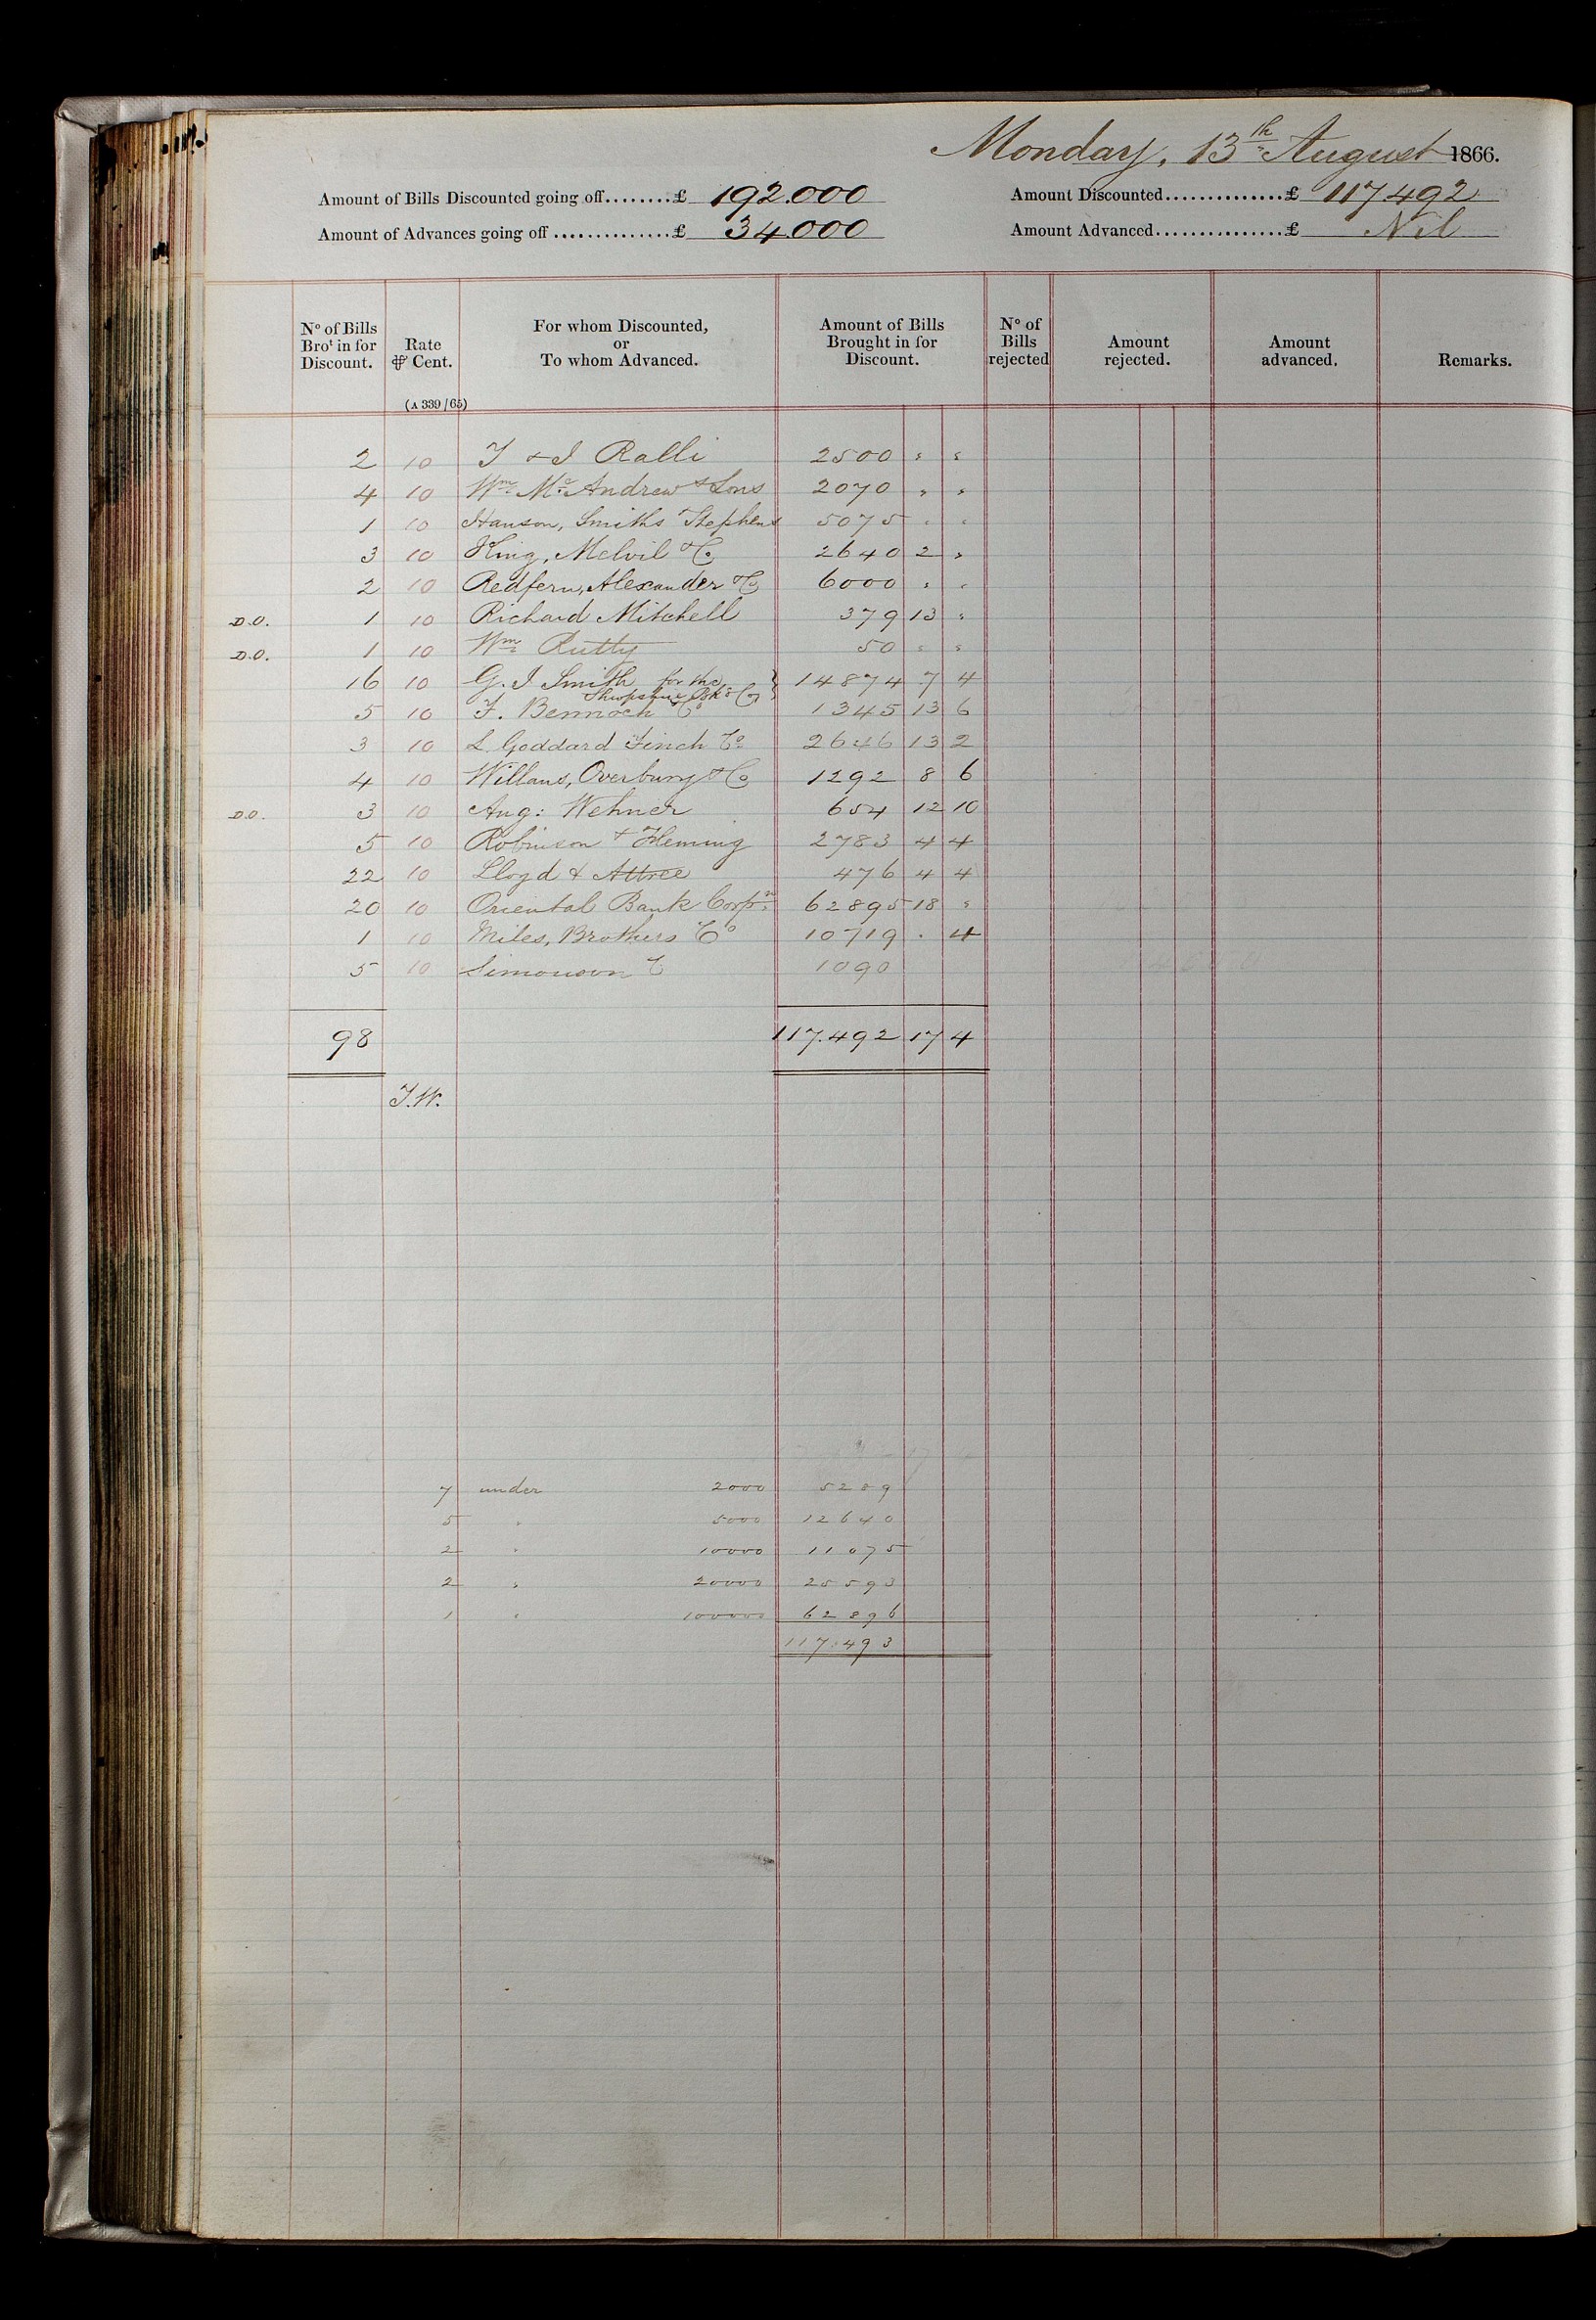 Monday, 13th August 1866.
Amount of Bills Discounted going off........£ 192.000 Amount Discounted...............£ 117492
Amount of Advances going off ..............£ 34000 Amount Advanced................£ Nil
No of Bills Brot in for Discount. Rate ⅌ Cent. (A 339/65) For whom Discounted, or To whom Advanced. Amount of Bills Brought in for Discount. No of Bills rejected Amount rejected. Amount advanced. Remarks.
2 10 T & J Ralli 2500 " "
4 10 Wm McAndrew & Sons 2070 " "
1 10 Hanson, Smiths Stephens 5075 " "
3 10 King, Melvil & Co 2640 2 "
2 10 Redfern, Alexander & Co 6000 " "
D.O. 1 10 Richard Mitchell 379 13 "
D.O. 1 10 Wm Rutty 50 " "
16 10 G. J Smith for the Shropshire Bk & Co } 14874 7 4
5 10 F. Bennoch Co 1345 13 6
3 10 L. Goddard Finch Co 2646 13 2
4 10 Willans, Overbury & Co 1292 8 6
D.O. 3 10 Aug: Wehner 654 12 10
5 10 Robinson & Fleming 2783 4 4
22 10 Lloyd & Attree 476 4 4
20 10 Oriental Bank Corpn 62895 18 "
1 10 Miles, Brothers Co 10719 . 4
5 10 1090
98 117.492 17 4
J.W.
7 under 2000 5289
5 " 5000 12640
2 " 10000 11075
2 " 20000 25593
1 " 100000 62896
117.493